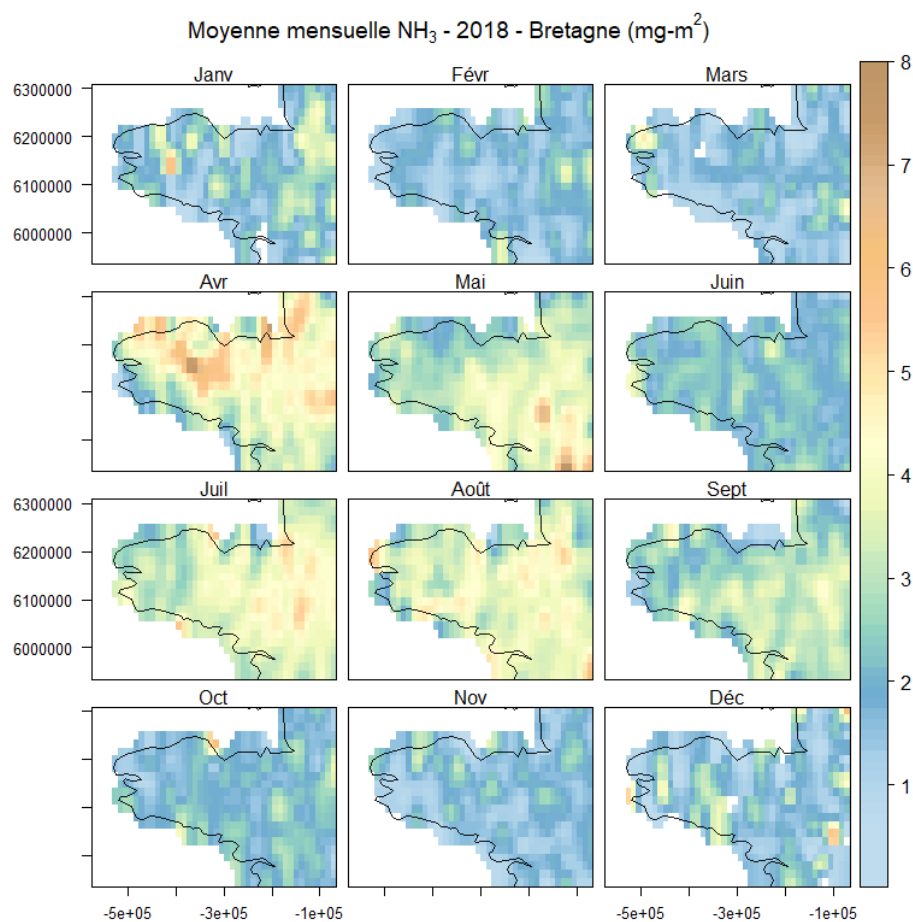 Moyenne mensuelle NH₃ - 2018 - Bretagne (mg-m²)
Janv Févr Mars
6300000
6200000
6100000
6000000
Avr Mai Juin
Juil Août Sept
6300000
6200000
6100000
6000000
Oct Nov Déc
-5e+05 -3e+05 -1e+05 -5e+05 -3e+05 -1e+05
8
7
6
5
4
3
2
1